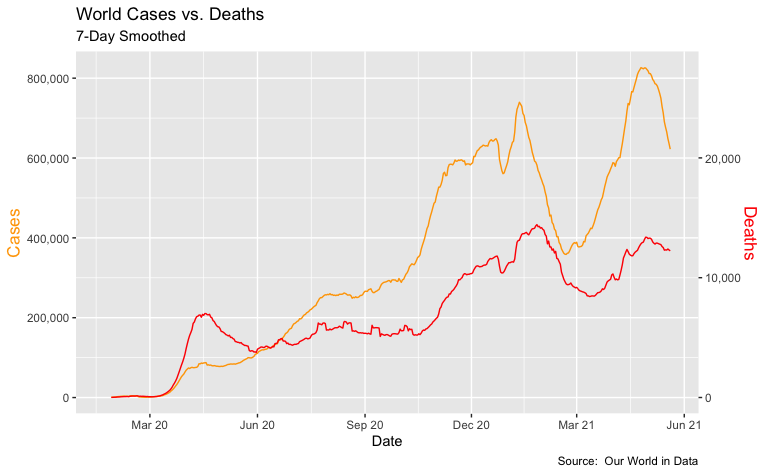 World Cases vs. Deaths
7-Day Smoothed
Cases
800,000
600,000
400,000
200,000
0
20,000
10,000
0
Deaths
Mar 20
Jun 20
Sep 20
Dec 20
Mar 21
Jun 21
Date
Source:  Our World in Data